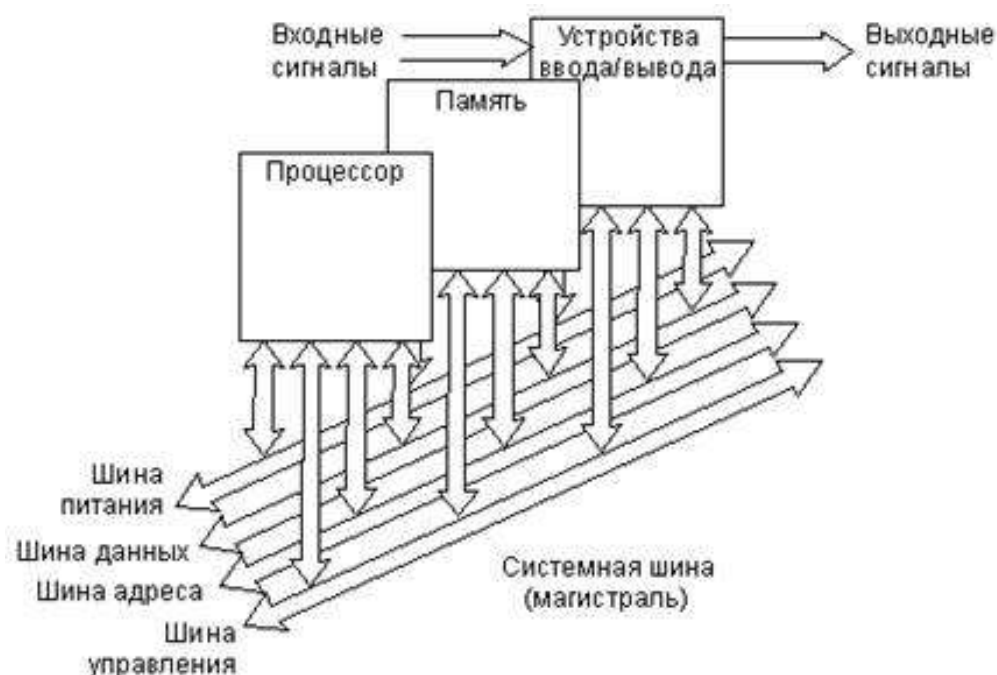 Входные
сигналы
Устройства
ввода/вывода
Выходные
сигналы
Память
Процессор
Шина
питания
Шина данных
Шина адреса
Шина
управления
Системная шина
(магистраль)